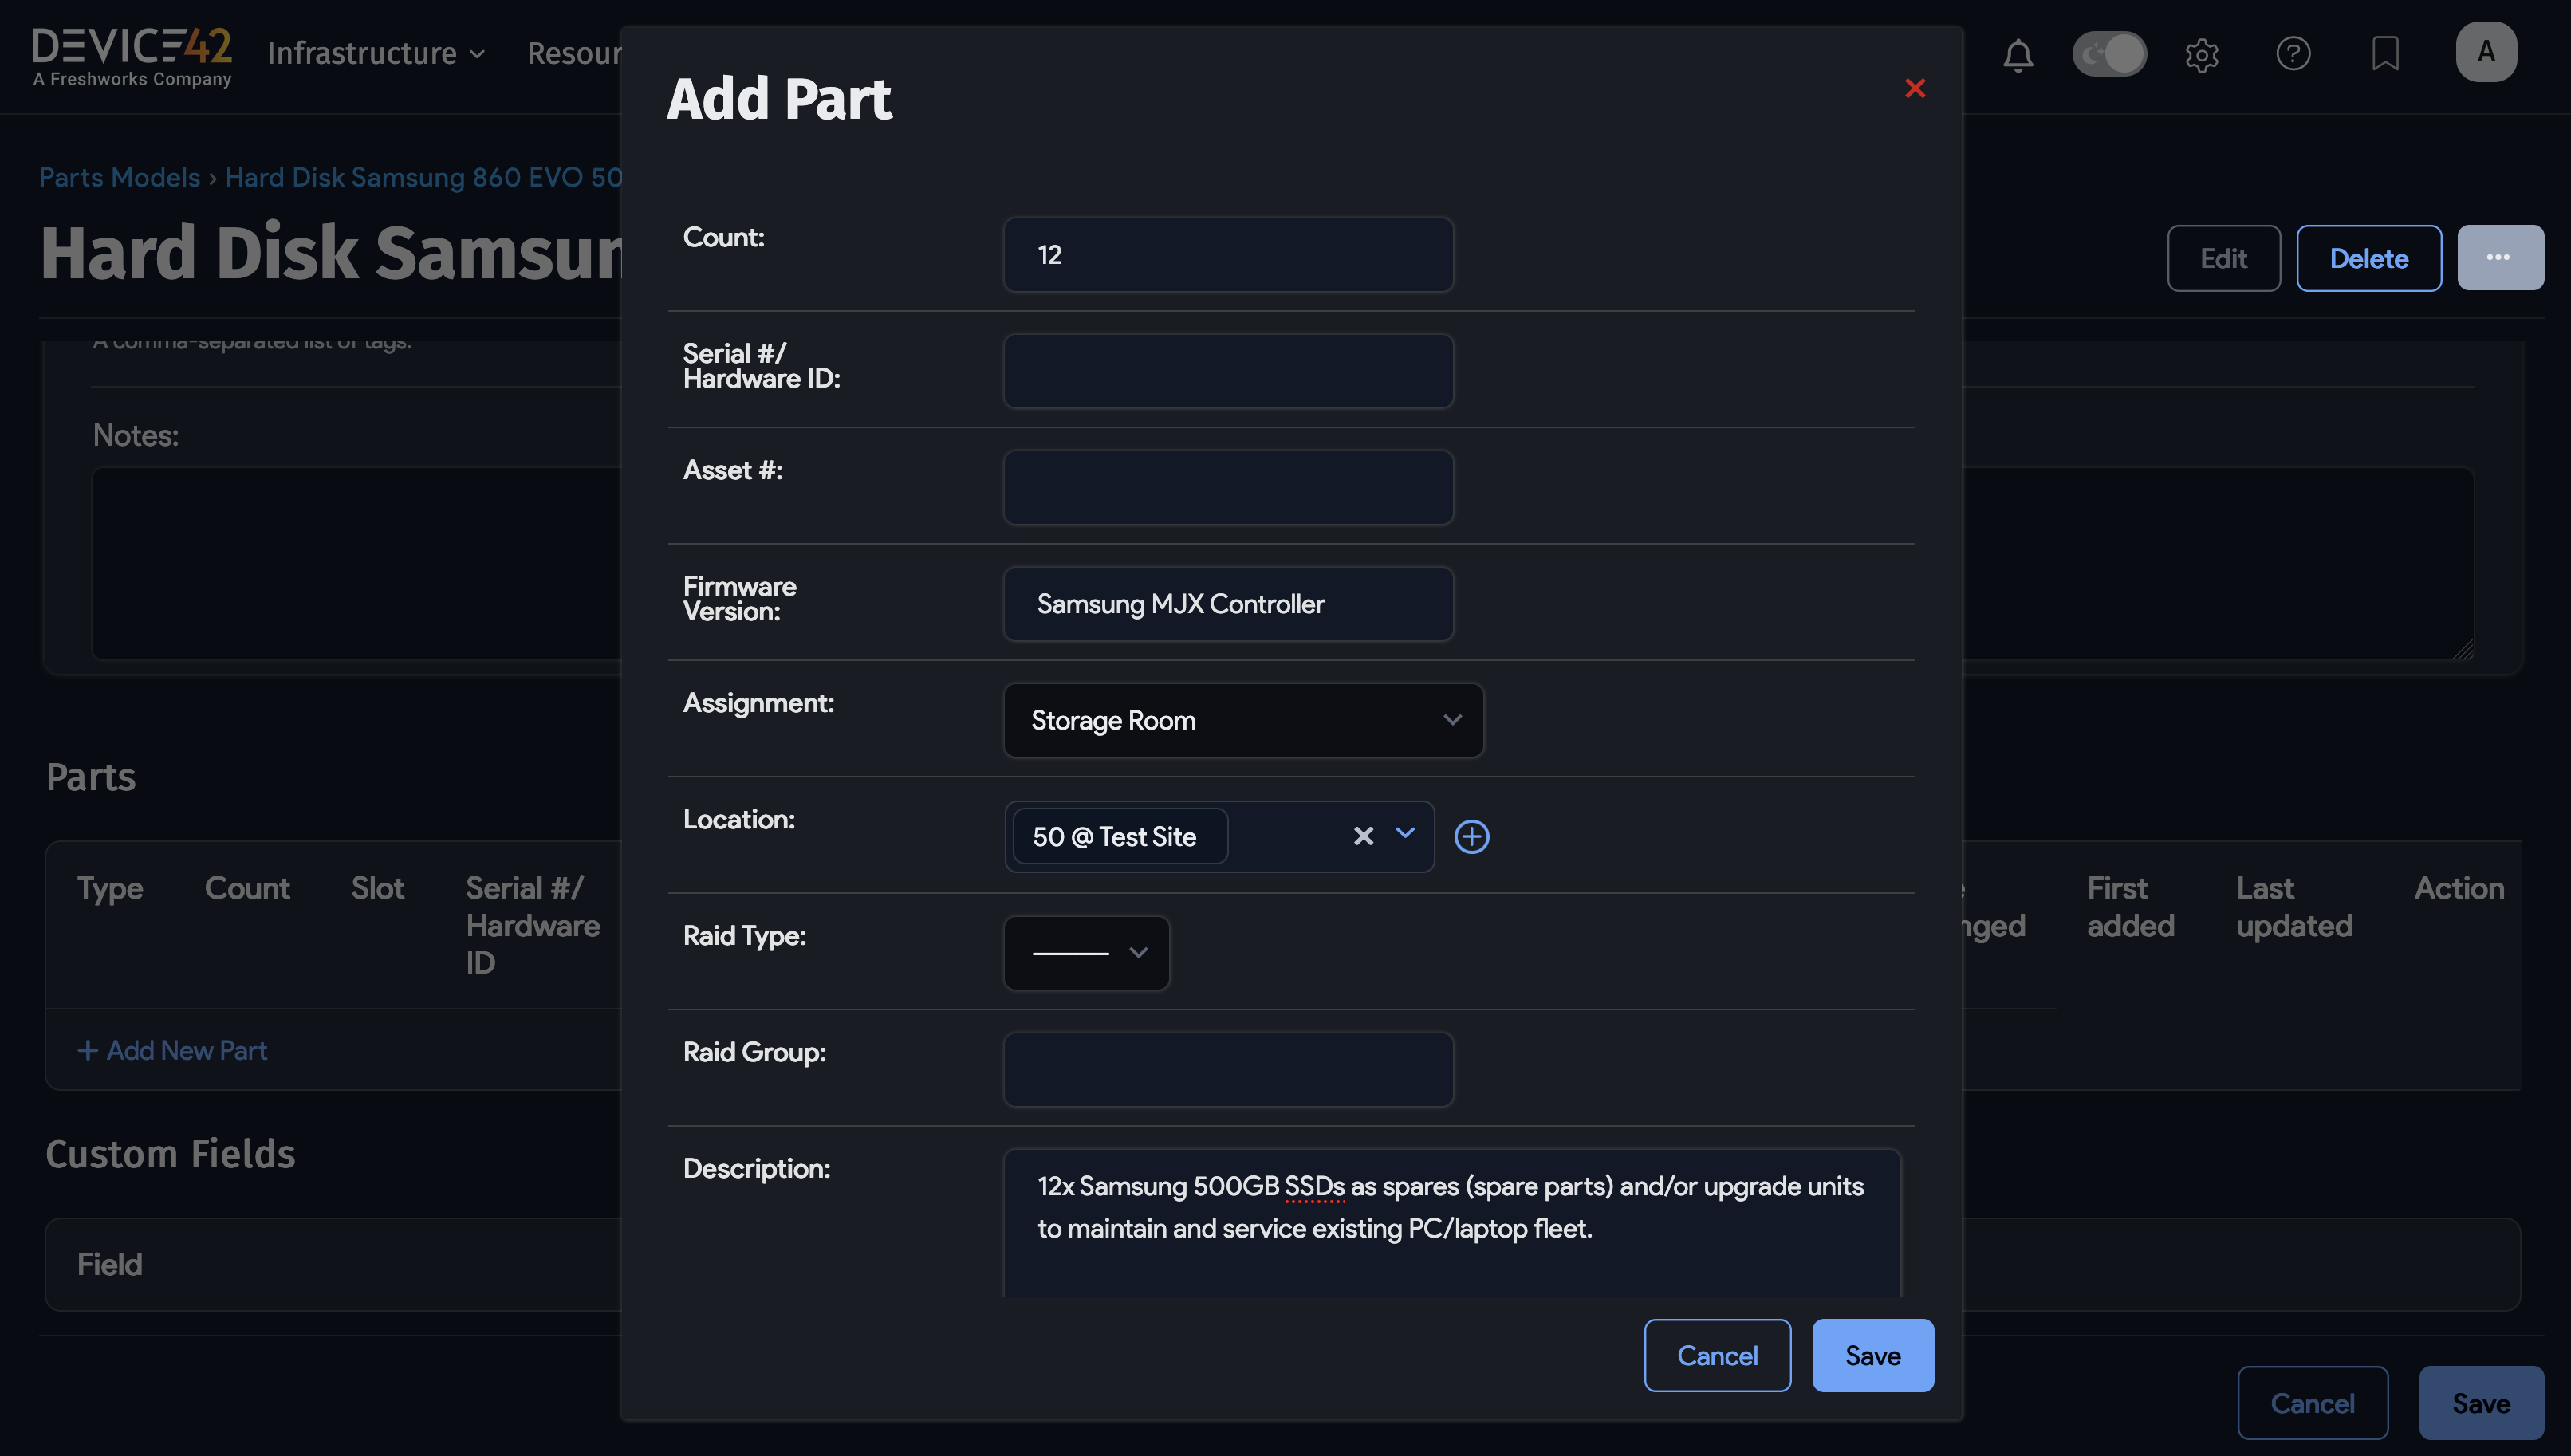 DEVICE42
A Freshworks Company
Infrastructure
Resour
A
Parts Models › Hard Disk Samsung 860 EVO 50
Hard Disk Samsun
Edit
Delete
...
A comma-separated list of tags.
Notes:
Parts
Type
Count
Slot
Serial #/
Hardware
ID
nged
First
added
Last
updated
Action
+ Add New Part
Custom Fields
Field
Cancel
Save
Add Part
Count:
12
Serial #/
Hardware ID:
Asset #:
Firmware
Version:
Samsung MJX Controller
Assignment:
Storage Room
Location:
50 @ Test Site
Raid Type:
Raid Group:
Description:
12x Samsung 500GB SSDs as spares (spare parts) and/or upgrade units
to maintain and service existing PC/laptop fleet.
Cancel
Save